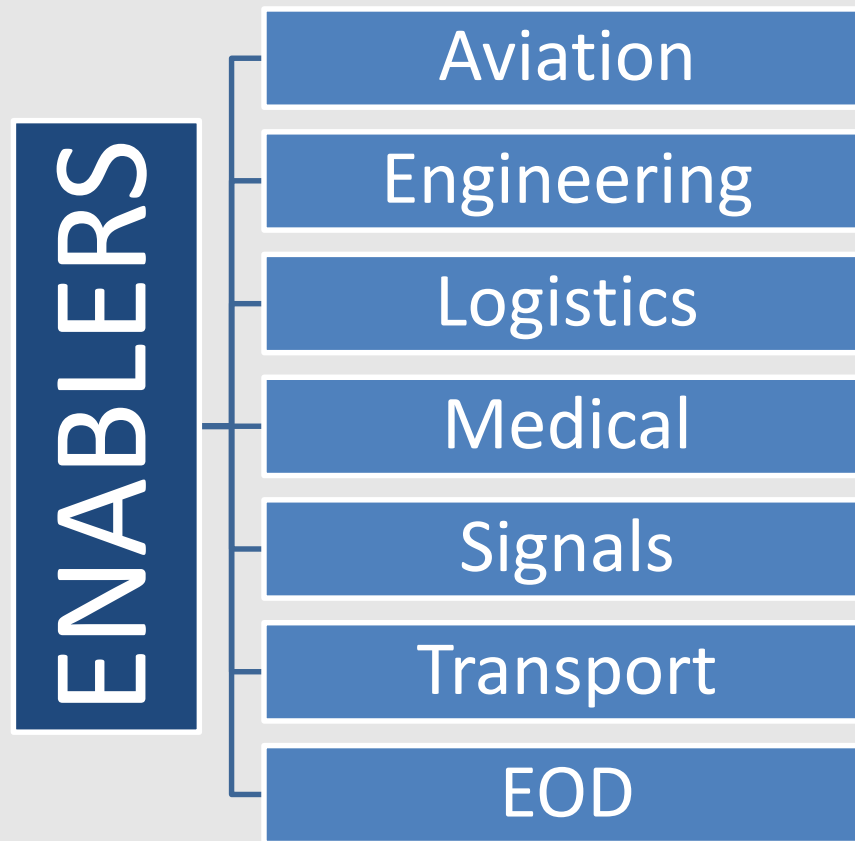 ENABLERS
Aviation
Engineering
Logistics
Medical
Signals
Transport
EOD